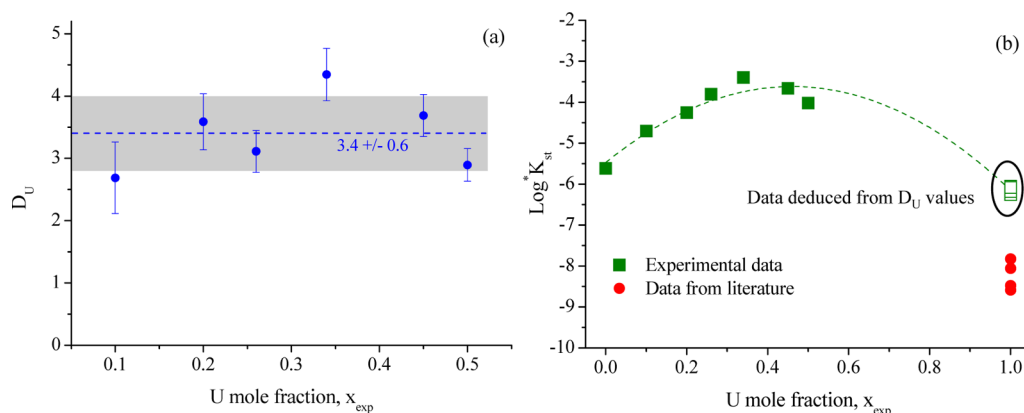 (a)
5
4
3
2
1
0
D_U
3.4 +/- 0.6
0.1
0.2
0.3
0.4
0.5
U mole fraction, x_exp
(b)
-2
-3
-4
-5
-6
-7
-8
-9
-10
Log*K_st
Data deduced from D_U values
Experimental data
Data from literature
0.0
0.2
0.4
0.6
0.8
1.0
U mole fraction, x_exp